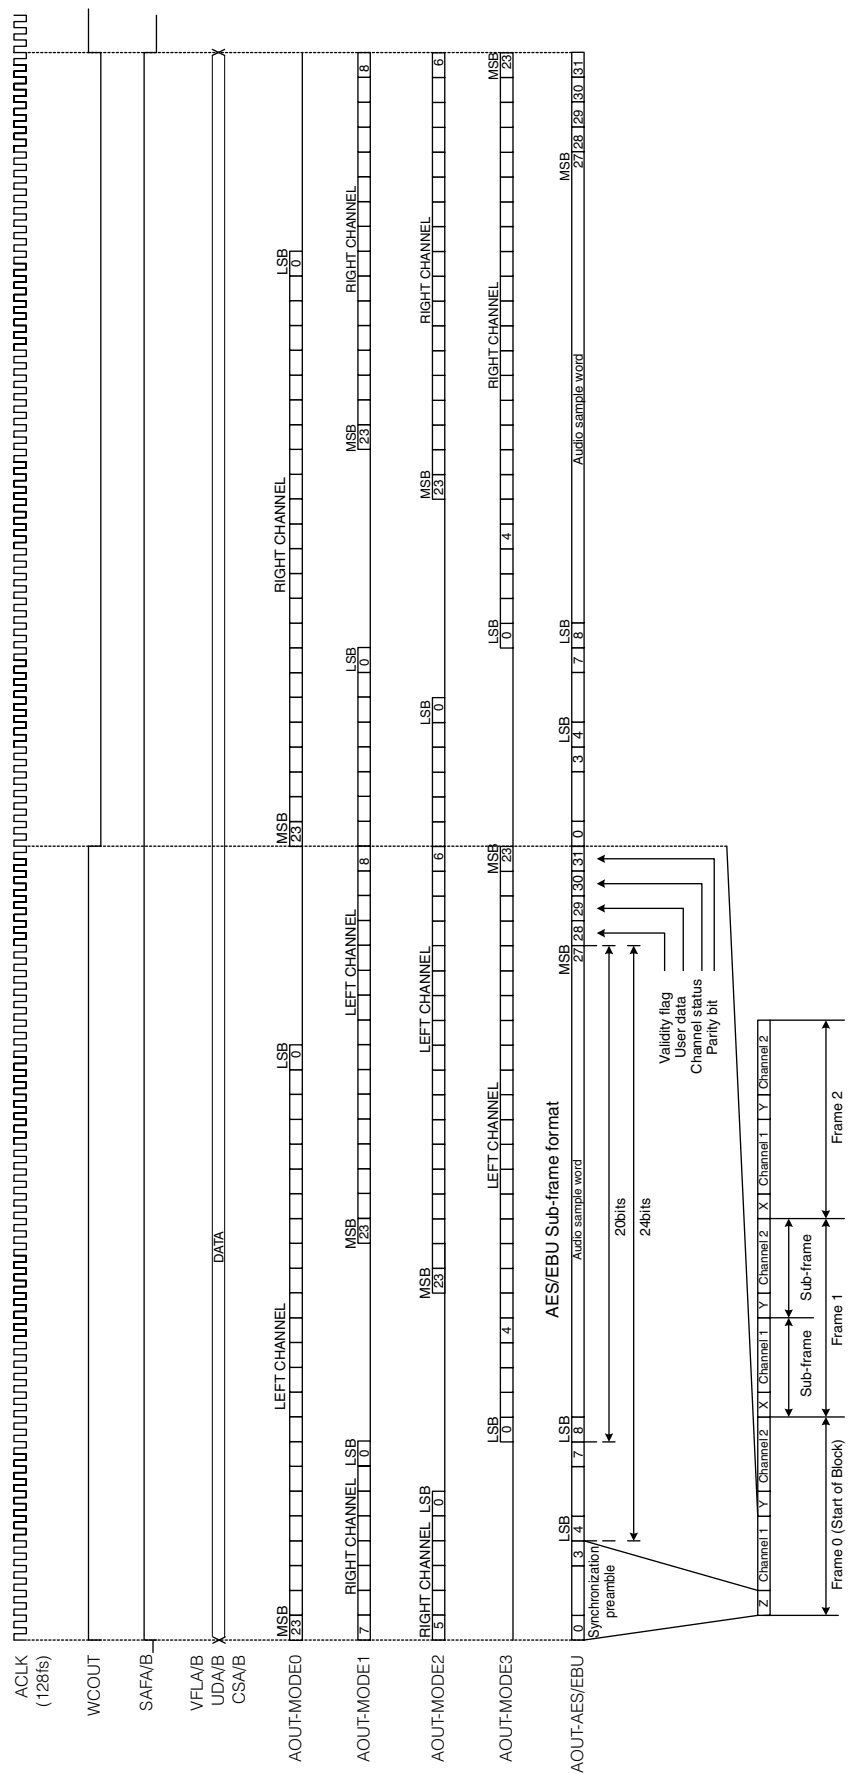 ACLK
(128fs)
WCOUT
SAFA/B
VFLA/B
UDA/B
CSA/B
DATA
AOUT-MODE0
MSB
23
LEFT CHANNEL
LSB
0
MSB
23
RIGHT CHANNEL
LSB
0
AOUT-MODE1
7
RIGHT CHANNEL
LSB
0
MSB
23
LEFT CHANNEL
8
LSB
0
MSB
23
RIGHT CHANNEL
8
AOUT-MODE2
5
RIGHT CHANNEL
LSB
0
MSB
23
LEFT CHANNEL
6
LSB
0
MSB
23
RIGHT CHANNEL
6
AOUT-MODE3
LSB
0
4
LEFT CHANNEL
MSB
23
LSB
0
4
RIGHT CHANNEL
MSB
23
AES/EBU Sub-frame format
AOUT-AES/EBU
0
3
LSB
4
7
LSB
8
Audio sample word
MSB
27 28 29 30 31
0
3
LSB
4
7
LSB
8
Audio sample word
MSB
27 28 29 30 31
Synchronization
preamble
20bits
24bits
Validity flag
User data
Channel status
Parity bit
Z Channel 1 Y Channel 2 X Channel 1 Y Channel 2 X Channel 1 Y Channel 2
Sub-frame Sub-frame
Frame 0 (Start of Block) Frame 1 Frame 2